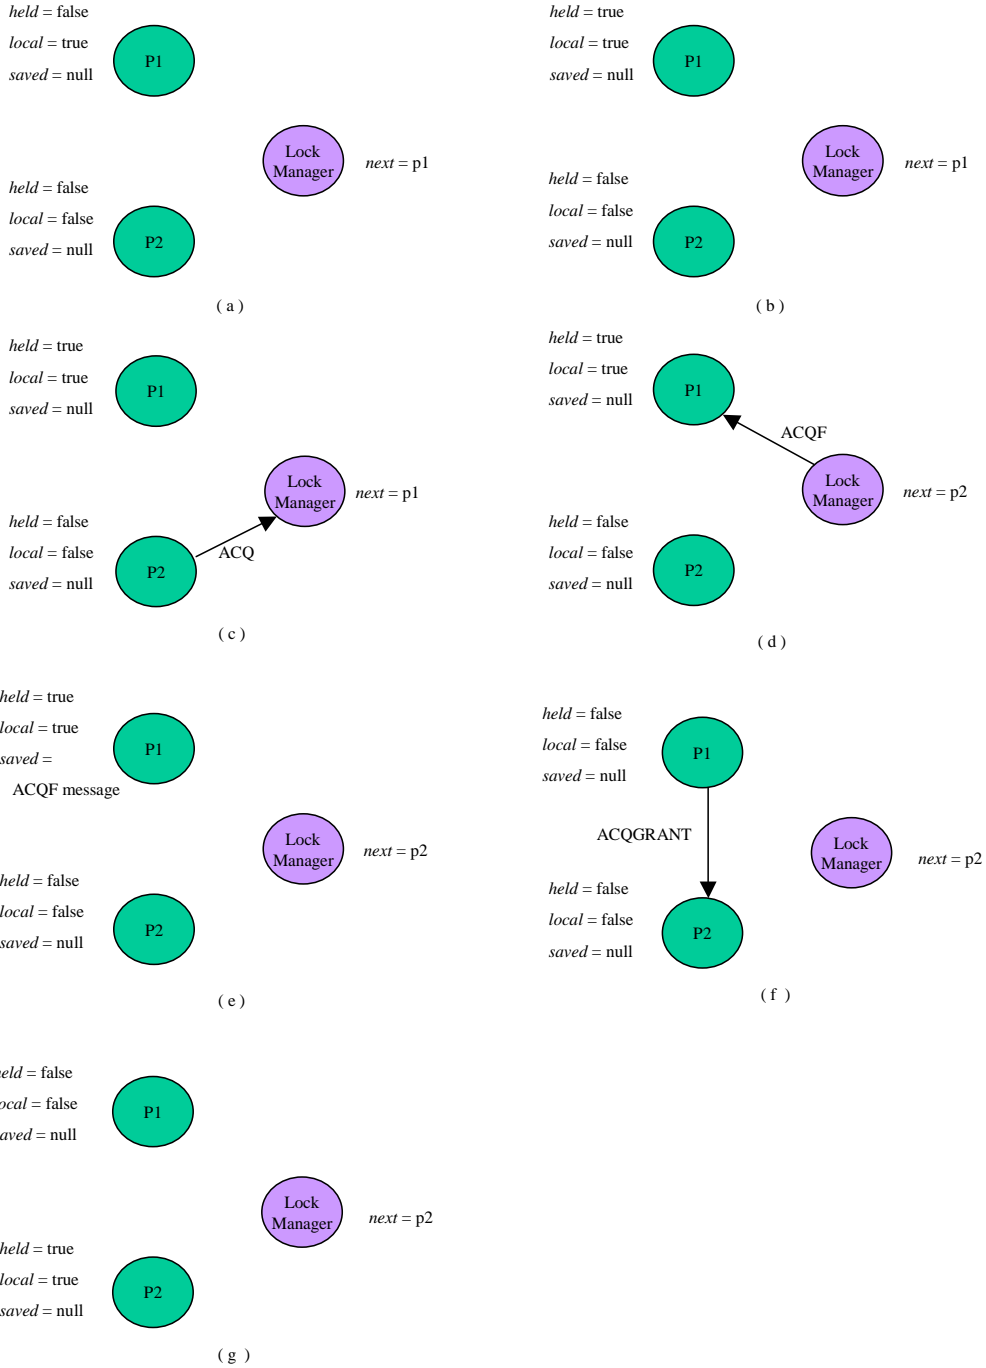 held = false
local = true
saved = null
P1
Lock
Manager
next = p1
held = false
local = false
saved = null
P2
( a )
held = true
local = true
saved = null
P1
Lock
Manager
next = p1
held = false
local = false
saved = null
P2
( b )
held = true
local = true
saved = null
P1
Lock
Manager
next = p1
held = false
local = false
saved = null
P2
ACQ
( c )
held = true
local = true
saved = null
P1
ACQF
Lock
Manager
next = p2
held = false
local = false
saved = null
P2
( d )
held = true
local = true
saved =
ACQF message
P1
Lock
Manager
next = p2
held = false
local = false
saved = null
P2
( e )
held = false
local = false
saved = null
P1
ACQGRANT
Lock
Manager
next = p2
held = false
local = false
saved = null
P2
( f )
eld = false
ocal = false
aved = null
P1
Lock
Manager
next = p2
held = true
local = true
saved = null
P2
( g )